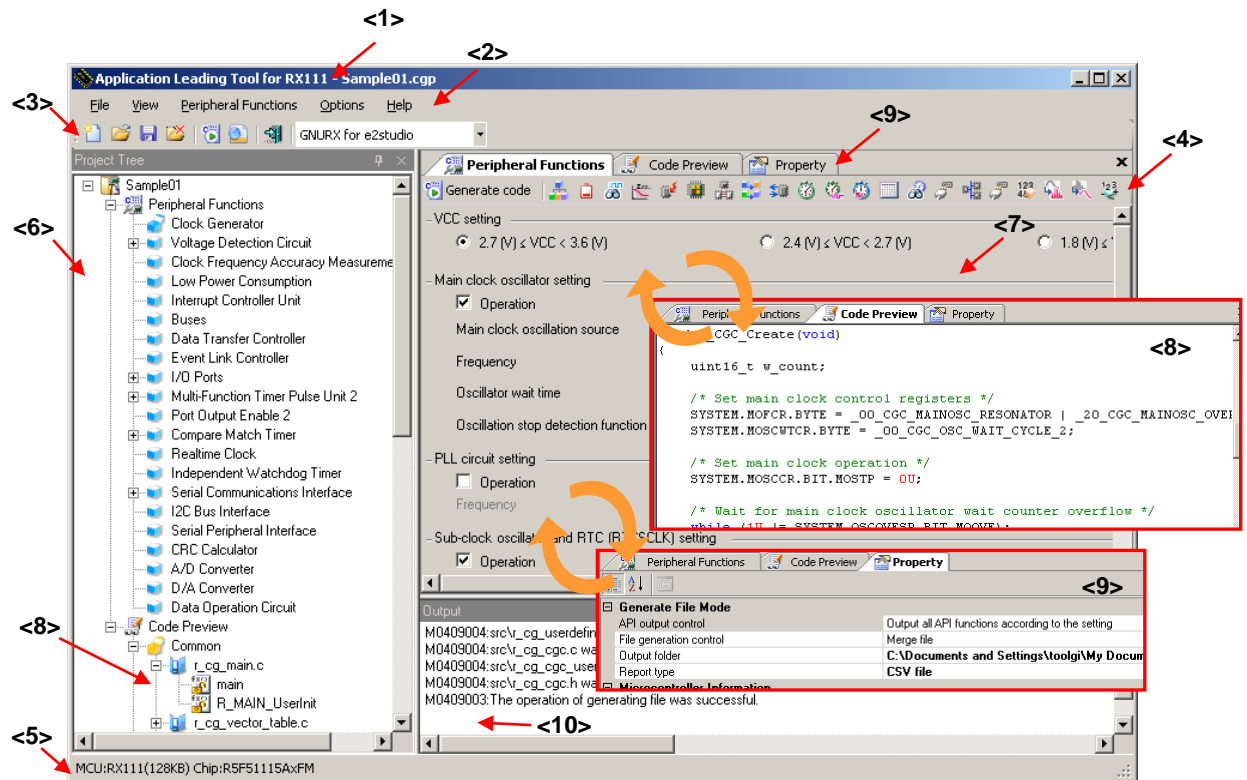 <1>
<2>
Application Leading Tool for RX111 - Sample01.cgp
<3>
File View Peripheral Functions Options Help
GNURX for e2studio
<9>
<4>
Project Tree
Peripheral Functions Code Preview Property
Generate code
<6>
Sample01
Peripheral Functions
Clock Generator
Voltage Detection Circuit
Clock Frequency Accuracy Measureme
Low Power Consumption
Interrupt Controller Unit
Buses
Data Transfer Controller
Event Link Controller
I/O Ports
Multi-Function Timer Pulse Unit 2
Port Output Enable 2
Compare Match Timer
Realtime Clock
Independent Watchdog Timer
Serial Communications Interface
I2C Bus Interface
Serial Peripheral Interface
CRC Calculator
A/D Converter
D/A Converter
Data Operation Circuit
Code Preview
Common
r_cg_main.c
main
R_MAIN_UserInit
r_cg_vector_table.c
<8>
<5>
MCU:RX111(128KB) Chip:R5F51115AxFM
VCC setting
2.7 (V) ≤ VCC < 3.6 (V) 2.4 (V) ≤ VCC < 2.7 (V) 1.8 (V) ≤
<7>
Main clock oscillator setting
Operation
Main clock oscillation source
Frequency
Oscillator wait time
Oscillation stop detection function
PLL circuit setting
Operation
Frequency
Sub-clock oscillator and RTC (RTCSCLK) setting
Operation
Code Preview Property
<8>
_CGC_Create(void)
{
uint16_t w_count;
/* Set main clock control registers */
SYSTEM.MOFCR.BYTE = _00_CGC_MAINOSC_RESONATOR | _20_CGC_MAINOSC_OVER
SYSTEM.MOSCWTCR.BYTE = _00_CGC_OSC_WAIT_CYCLE_2;
/* Set main clock operation */
SYSTEM.MOSCCR.BIT.MOSTP = 0U;
/* Wait for main clock oscillator wait counter overflow */
while (1U != SYSTEM.OSCOVFSR.BIT.MOOVF);
Peripheral Functions Code Preview Property
<9>
Generate File Mode
API output control Output all API functions according to the setting
File generation control Merge file
Output folder C:\Documents and Settings\toolgi\My Docum
Report type CSV file
Microcontroller Information
Output
M0409004:src\r_cg_userdefin
M0409004:src\r_cg_cgc.c wa
M0409004:src\r_cg_cgc_user
M0409004:src\r_cg_cgc.h wa
M0409003:The operation of generating file was successful.
<10>